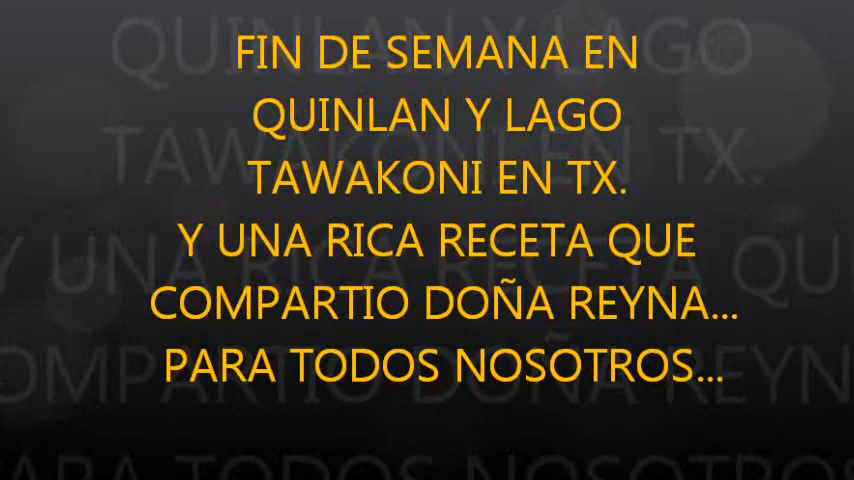 FIN DE SEMANA EN
QUINLAN Y LAGO
TAWAKONI EN TX.
Y UNA RICA RECETA QUE
COMPARTIO DOÑA REYNA...
PARA TODOS NOSOTROS...